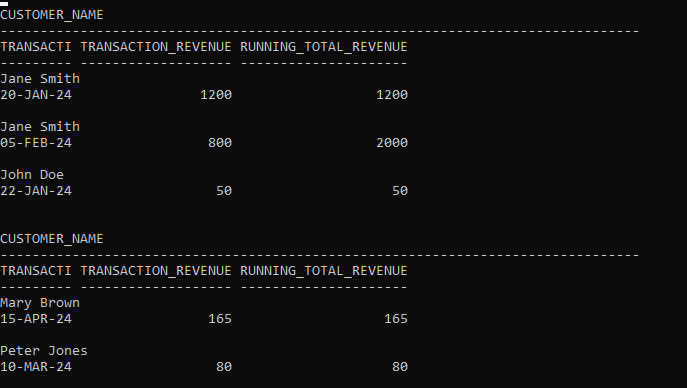 CUSTOMER_NAME
--------------------------------------------------------------------------------
TRANSACTI TRANSACTION_REVENUE RUNNING_TOTAL_REVENUE
--------- ------------------- ---------------------
Jane Smith
20-JAN-24                1200                  1200

Jane Smith
05-FEB-24                 800                  2000

John Doe
22-JAN-24                  50                    50


CUSTOMER_NAME
--------------------------------------------------------------------------------
TRANSACTI TRANSACTION_REVENUE RUNNING_TOTAL_REVENUE
--------- ------------------- ---------------------
Mary Brown
15-APR-24                 165                   165

Peter Jones
10-MAR-24                  80                    80